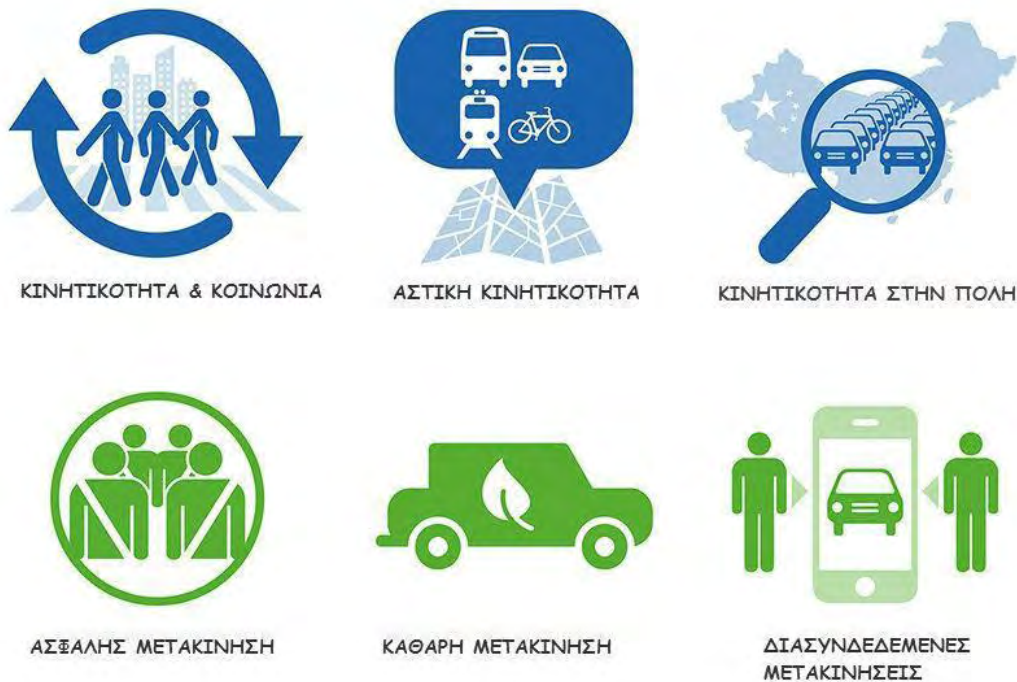 ΚΙΝΗΤΙΚΟΤΗΤΑ & ΚΟΙΝΩΝΙΑ
ΑΣΤΙΚΗ ΚΙΝΗΤΙΚΟΤΗΤΑ
ΚΙΝΗΤΙΚΟΤΗΤΑ ΣΤΗΝ ΠΟΛΗ
ΑΣΦΑΛΗΣ ΜΕΤΑΚΙΝΗΣΗ
ΚΑΘΑΡΗ ΜΕΤΑΚΙΝΗΣΗ
ΔΙΑΣΥΝΔΕΔΕΜΕΝΕΣ
ΜΕΤΑΚΙΝΗΣΕΙΣ